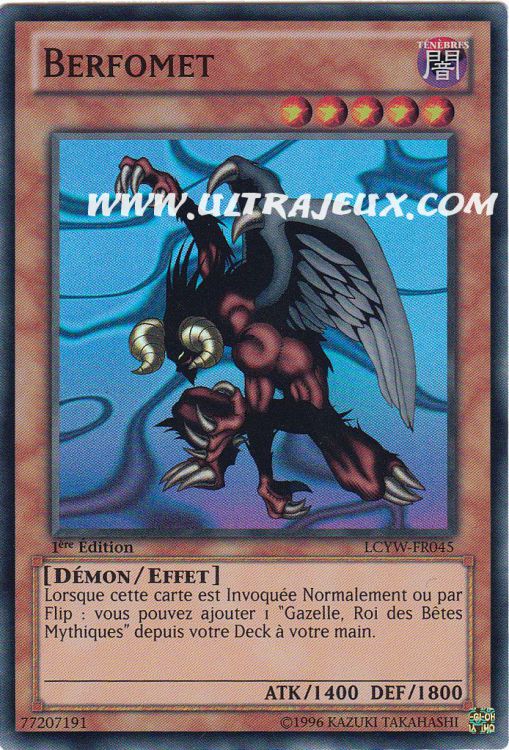 BERFOMET
TÉNÈBRES
闇
WWW.ULTRAJEUX.COM
1ère Édition
LCYW-FR045
[DÉMON/EFFET]
Lorsque cette carte est Invoquée Normalement ou par
Flip : vous pouvez ajouter 1 "Gazelle, Roi des Bêtes
Mythiques" depuis votre Deck à votre main.
ATK/1400 DEF/1800
77207191
©1996 KAZUKI TAKAHASHI